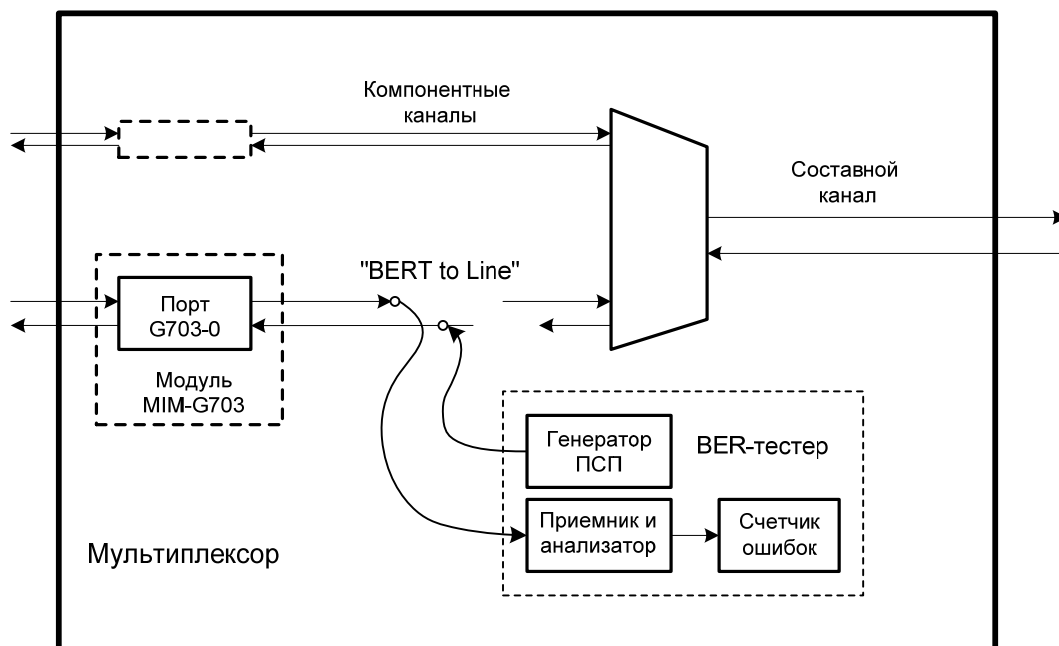 Компонентные
каналы
Составной
канал
"BERT to Line"
Порт
G703-0
Модуль
MIM-G703
Генератор
ПСП
BER-тестер
Приемник и
анализатор
Счетчик
ошибок
Мультиплексор